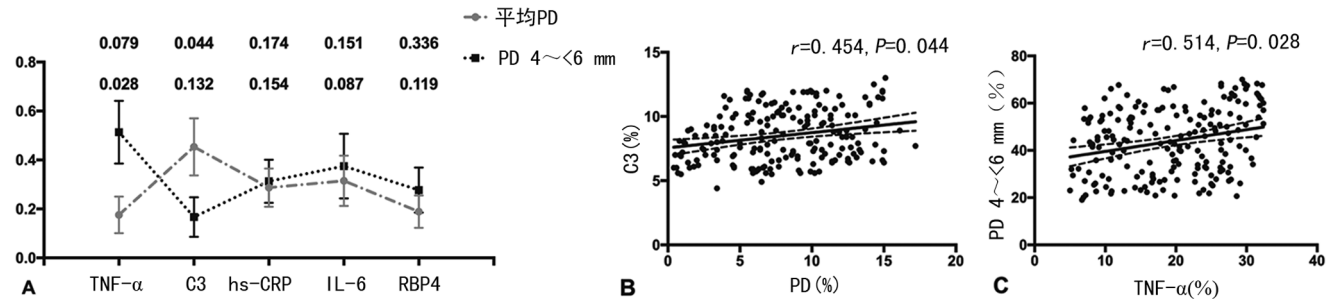 平均PD
PD 4～<6 mm
0.079 0.044 0.174 0.151 0.336
0.028 0.132 0.154 0.087 0.119
0.8
0.6
0.4
0.2
0.0
TNF-α C3 hs-CRP IL-6 RBP4
A
r=0.454, P=0.044
15
10
5
0
C3(%)
0 5 10 15 20
PD(%)
B
r=0.514, P=0.028
80
60
40
20
0
PD 4～<6 mm (%)
0 10 20 30 40
TNF-α(%)
C